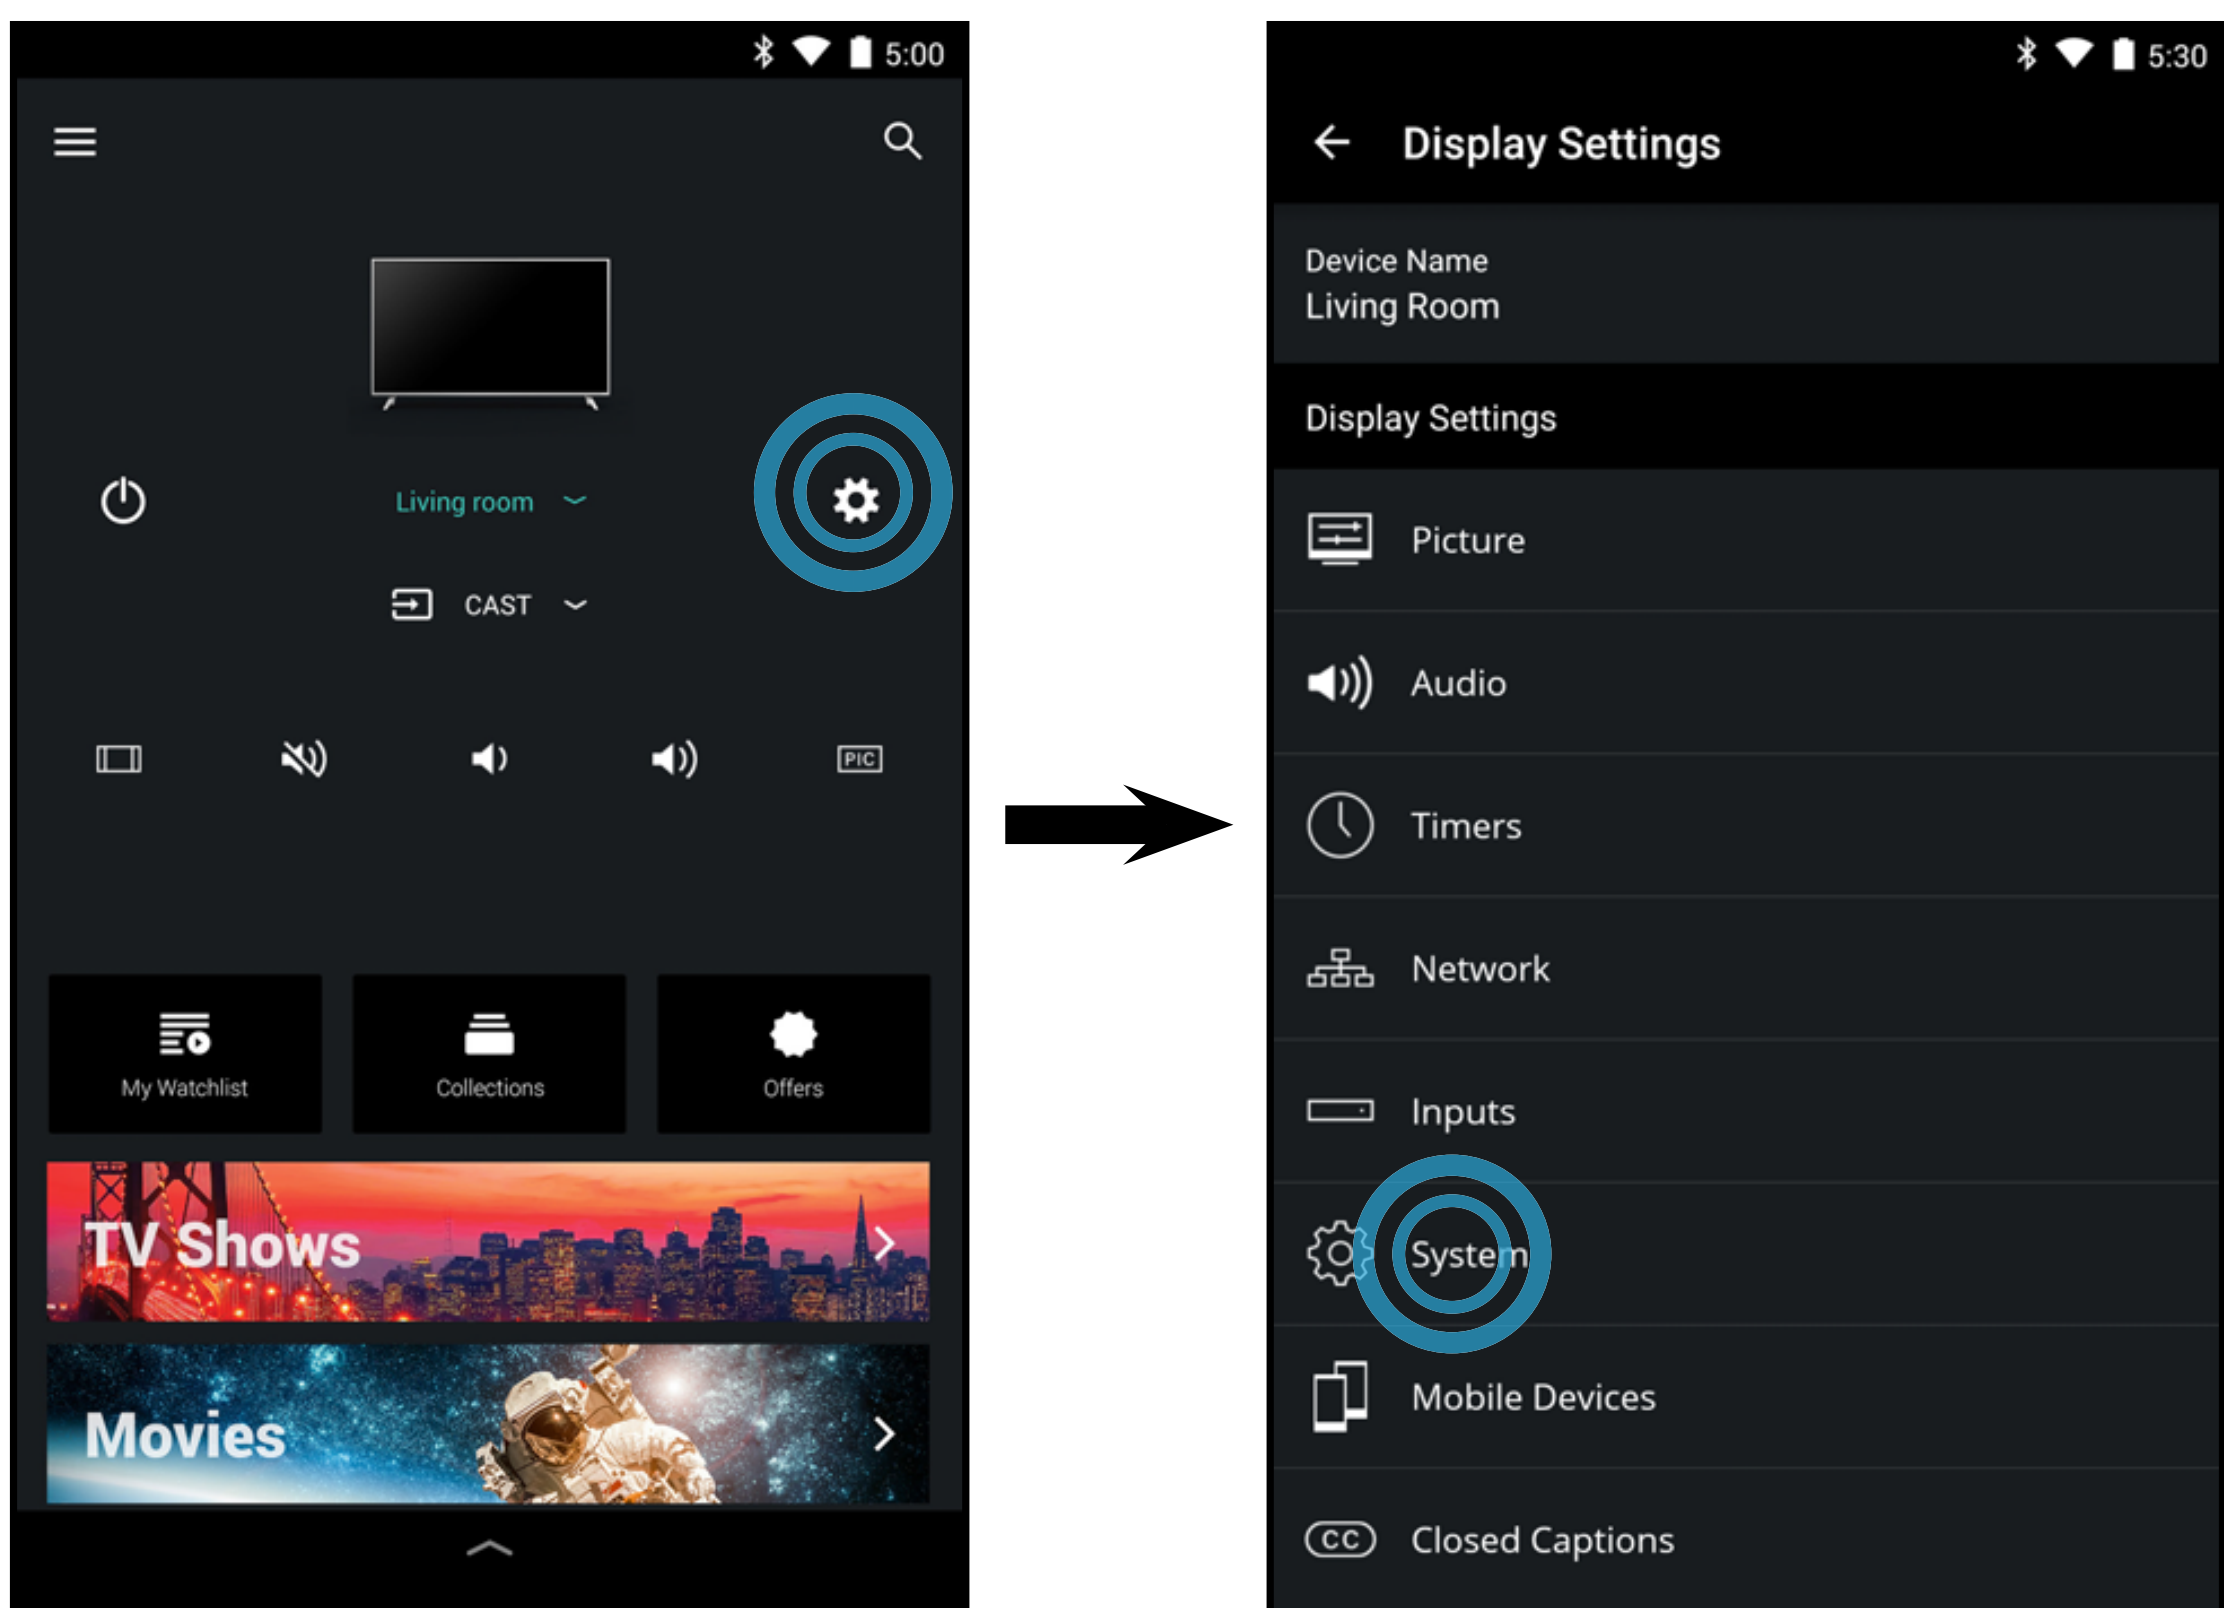 5:00
Living room
CAST
PIC
My Watchlist
Collections
Offers
TV Shows
Movies
5:30
Display Settings
Device Name
Living Room
Display Settings
Picture
Audio
Timers
Network
Inputs
System
Mobile Devices
CC Closed Captions